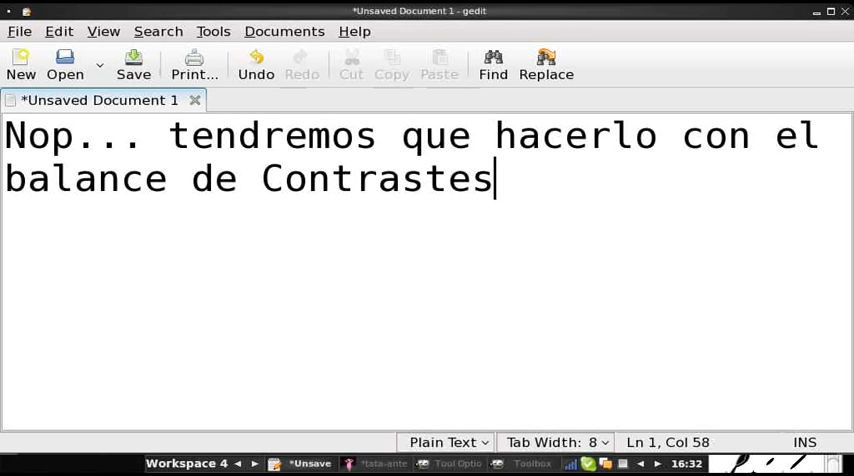 *Unsaved Document 1 - gedit
File Edit View Search Tools Documents Help
New Open Save Print... Undo Redo Cut Copy Paste Find Replace
*Unsaved Document 1
Nop... tendremos que hacerlo con el
balance de Contrastes
Plain Text Tab Width: 8 Ln 1, Col 58 INS
Workspace 4 *Unsave *tata-ante Tool Optio Toolbox 16:32